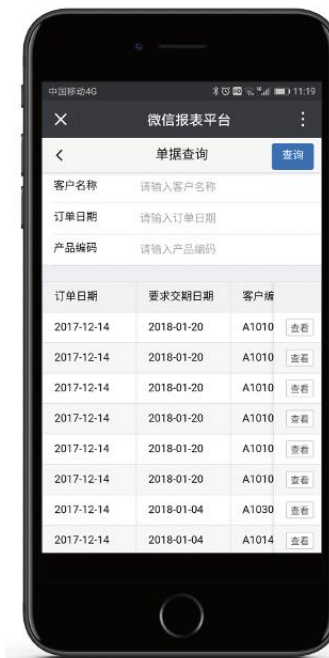 中国移动4G 11:19
微信报表平台
单据查询 查询
客户名称 请输入客户名称
订单日期 请输入订单日期
产品编码 请输入产品编码
订单日期 要求交期日期 客户编
2017-12-14 2018-01-20 A1010 查看
2017-12-14 2018-01-20 A1010 查看
2017-12-14 2018-01-20 A1010 查看
2017-12-14 2018-01-20 A1010 查看
2017-12-14 2018-01-20 A1010 查看
2017-12-14 2018-01-20 A1010 查看
2017-12-14 2018-01-04 A1030 查看
2017-12-14 2018-01-04 A1014 查看